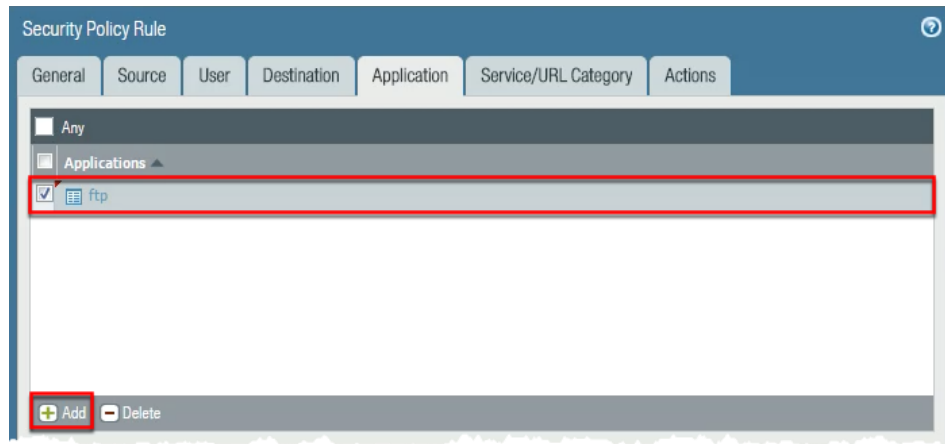 Security Policy Rule
General Source User Destination Application Service/URL Category Actions
Any
Applications
ftp
Add Delete